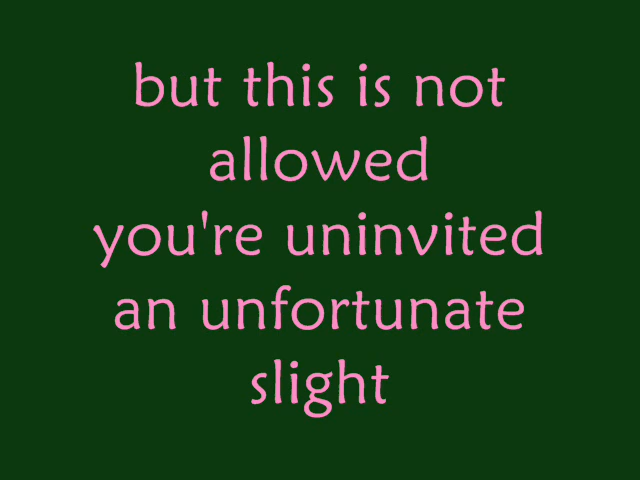 but this is not
allowed
you're uninvited
an unfortunate
slight